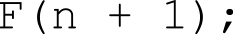 F(n + 1);